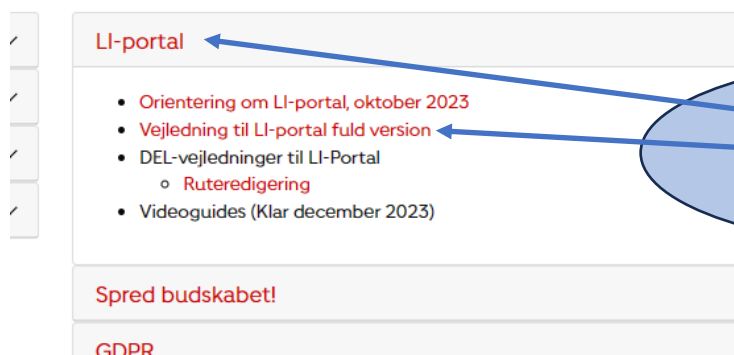 LI-portal
Orientering om LI-portal, oktober 2023
Vejledning til LI-portal fuld version
DEL-vejledninger til LI-Portal
Ruteredigering
Videoguides (Klar december 2023)
Spred budskabet!
GDPR